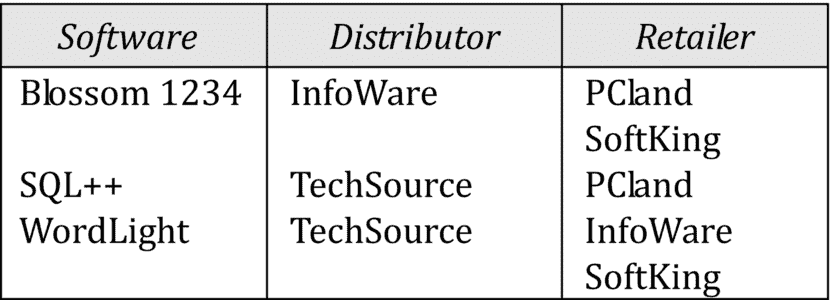 Software Distributor Retailer
Blossom 1234 InfoWare PCland
SoftKing
SQL++ TechSource PCland
WordLight TechSource InfoWare
SoftKing